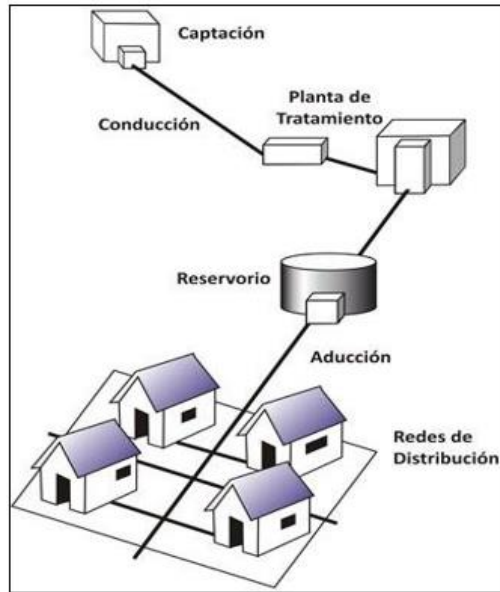 Captación
Conducción
Planta de
Tratamiento
Reservorio
Aducción
Redes de
Distribución